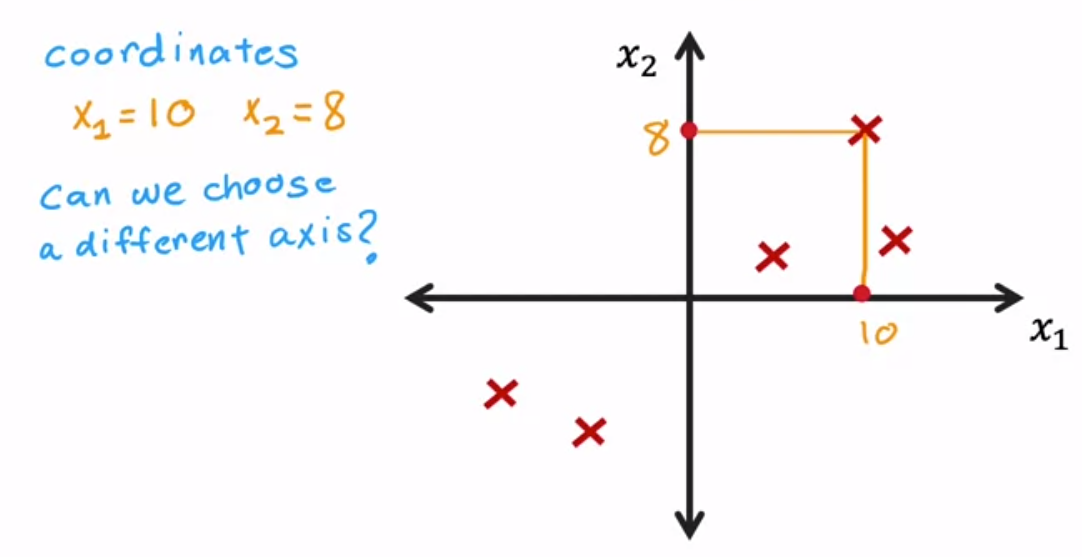 coordinates
x₁ = 10 x₂ = 8
Can we choose
a different axis?
x₂
8
10
x₁